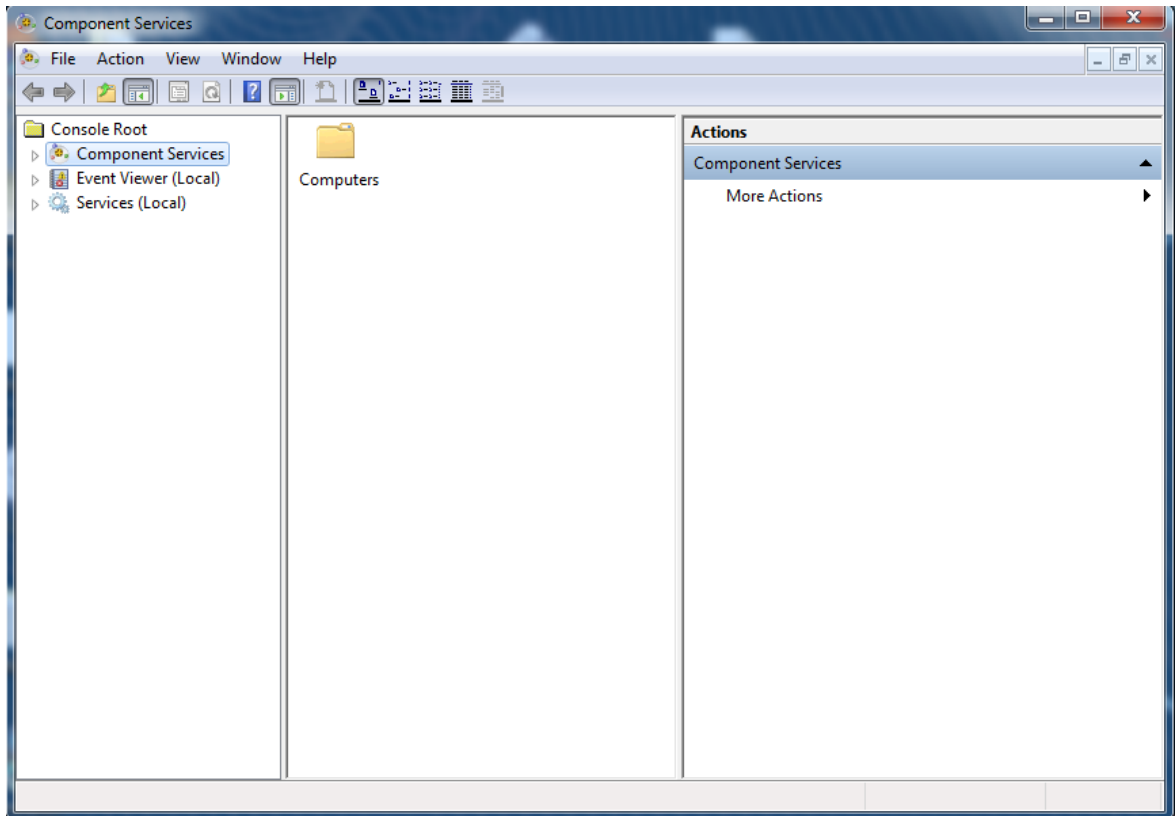 Component Services
File Action View Window Help
Console Root
Component Services
Event Viewer (Local)
Services (Local)
Computers
Actions
Component Services
More Actions